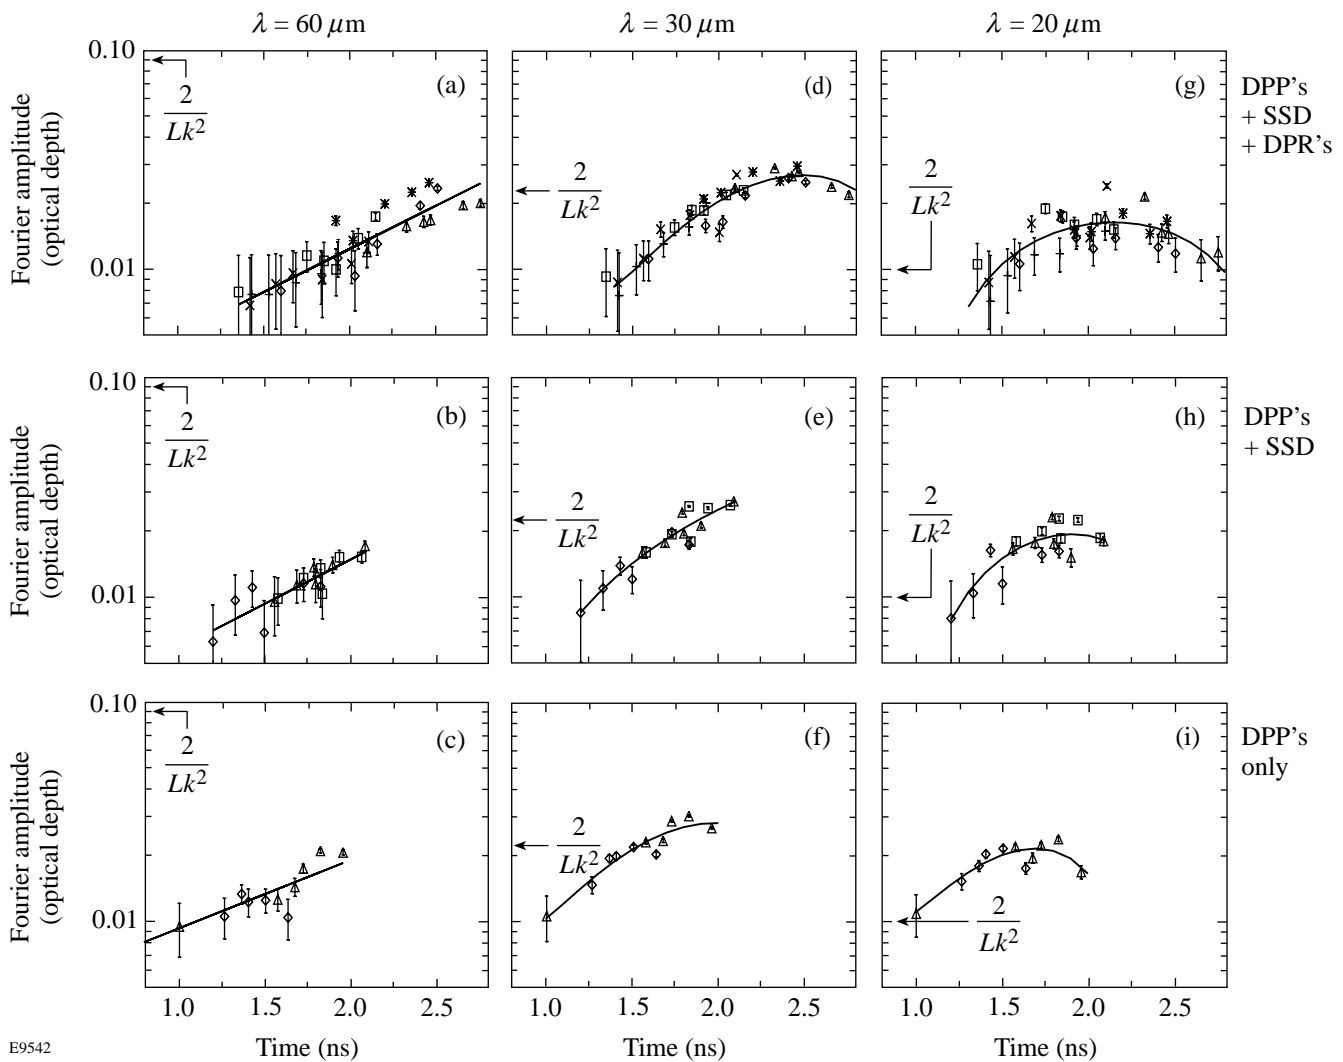 λ = 60 μm
λ = 30 μm
λ = 20 μm
Fourier amplitude
(optical depth)
0.10
0.01
(a)
2
Lk²
(d)
2
Lk²
(g)
2
Lk²
DPP's
+ SSD
+ DPR's
Fourier amplitude
(optical depth)
0.10
0.01
(b)
2
Lk²
(e)
2
Lk²
(h)
2
Lk²
DPP's
+ SSD
Fourier amplitude
(optical depth)
0.10
0.01
(c)
2
Lk²
(f)
2
Lk²
(i)
2
Lk²
DPP's
only
1.0 1.5 2.0 2.5
1.0 1.5 2.0 2.5
1.0 1.5 2.0 2.5
Time (ns)
Time (ns)
Time (ns)
E9542